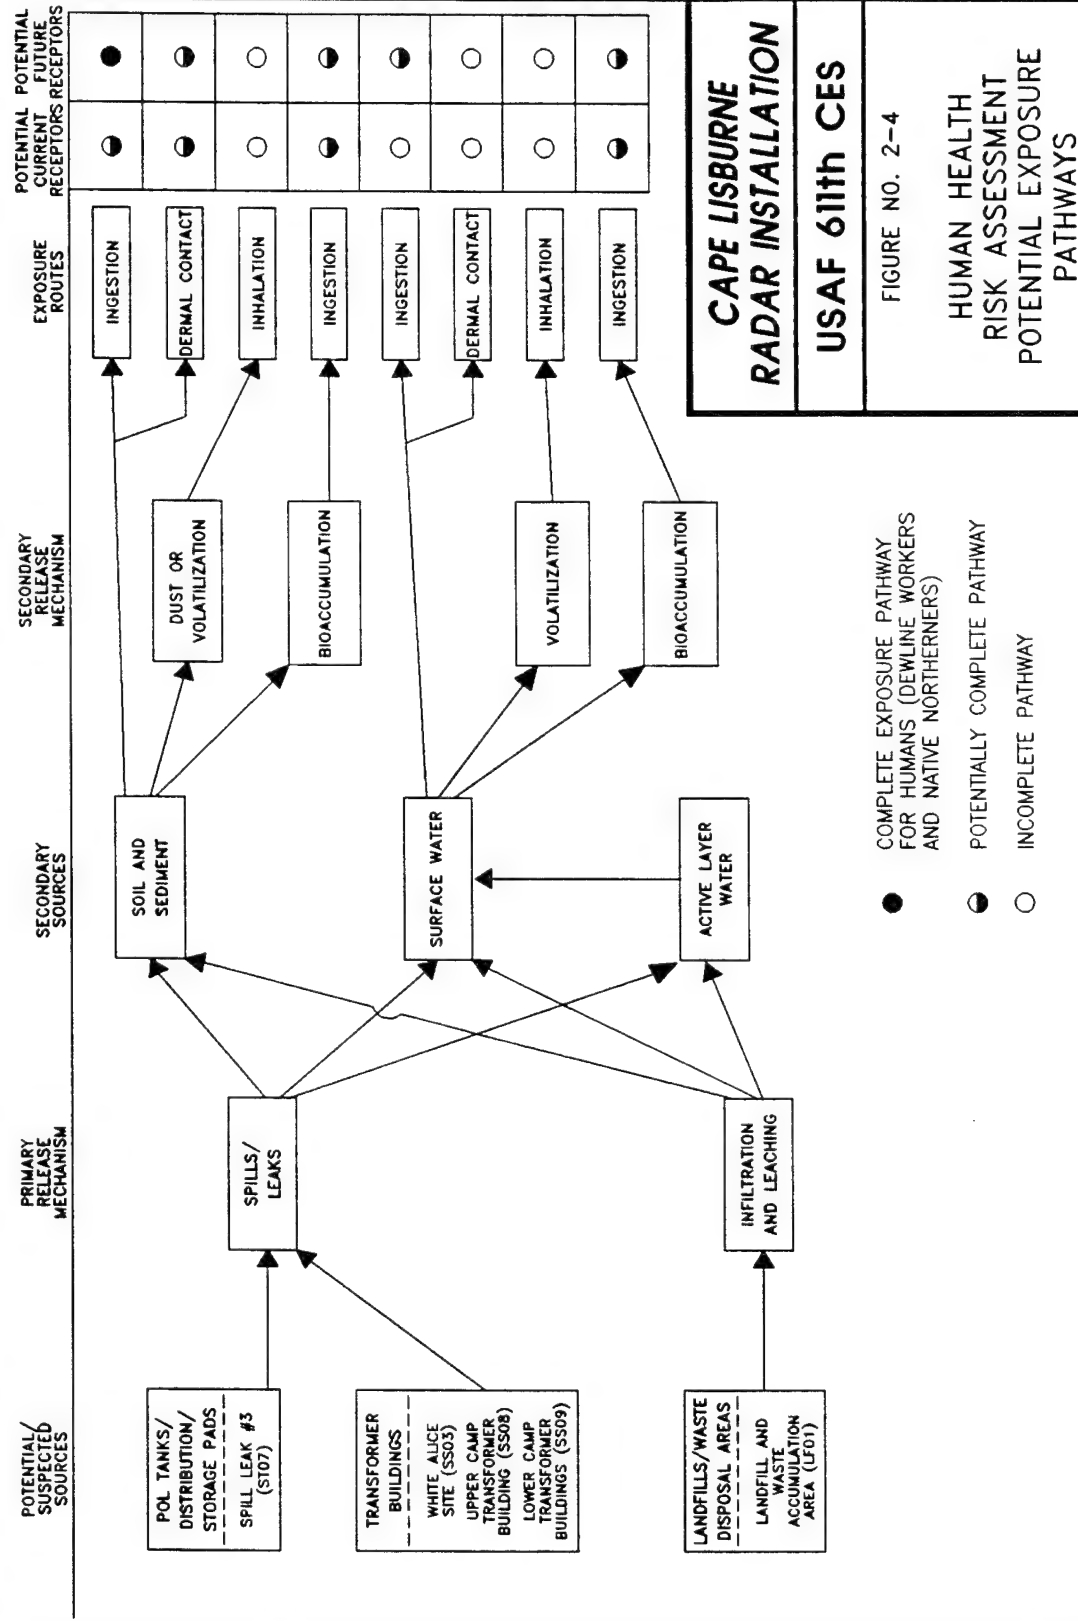 POTENTIAL/
SUSPECTED
SOURCES
PRIMARY
RELEASE
MECHANISM
SECONDARY
SOURCES
SECONDARY
RELEASE
MECHANISM
EXPOSURE
ROUTES
POTENTIAL
CURRENT
RECEPTORS
POTENTIAL
FUTURE
RECEPTORS
POL TANKS/
DISTRIBUTION/
STORAGE PADS
SPILL LEAK #3
(ST07)
TRANSFORMER
BUILDINGS
WHITE ALICE
SITE (SS03)
UPPER CAMP
TRANSFORMER
BUILDING (SS08)
LOWER CAMP
TRANSFORMER
BUILDINGS (SS09)
LANDFILLS/WASTE
DISPOSAL AREAS
LANDFILL AND
WASTE
ACCUMULATION
AREA (LF01)
SPILLS/
LEAKS
INFILTRATION
AND LEACHING
SOIL AND
SEDIMENT
SURFACE WATER
ACTIVE LAYER
WATER
DUST OR
VOLATILIZATION
BIOACCUMULATION
VOLATILIZATION
BIOACCUMULATION
INGESTION
DERMAL CONTACT
INHALATION
INGESTION
INGESTION
DERMAL CONTACT
INHALATION
INGESTION
COMPLETE EXPOSURE PATHWAY
FOR HUMANS (DEWLINE WORKERS
AND NATIVE NORTHERNERS)
POTENTIALLY COMPLETE PATHWAY
INCOMPLETE PATHWAY
CAPE LISBURNE
RADAR INSTALLATION
USAF 611th CES
FIGURE NO. 2-4
HUMAN HEALTH
RISK ASSESSMENT
POTENTIAL EXPOSURE
PATHWAYS